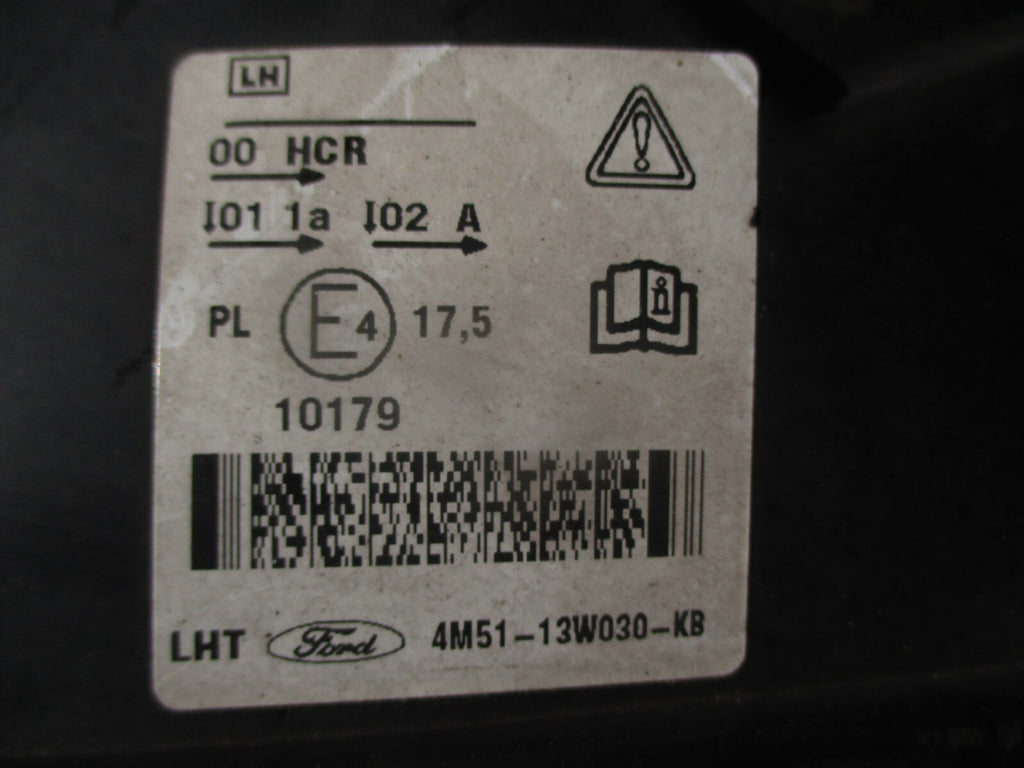 LH
00 HCR
I01 1a I02 A
PL E4 17,5
10179
LHT Ford 4M51-13W030-KB